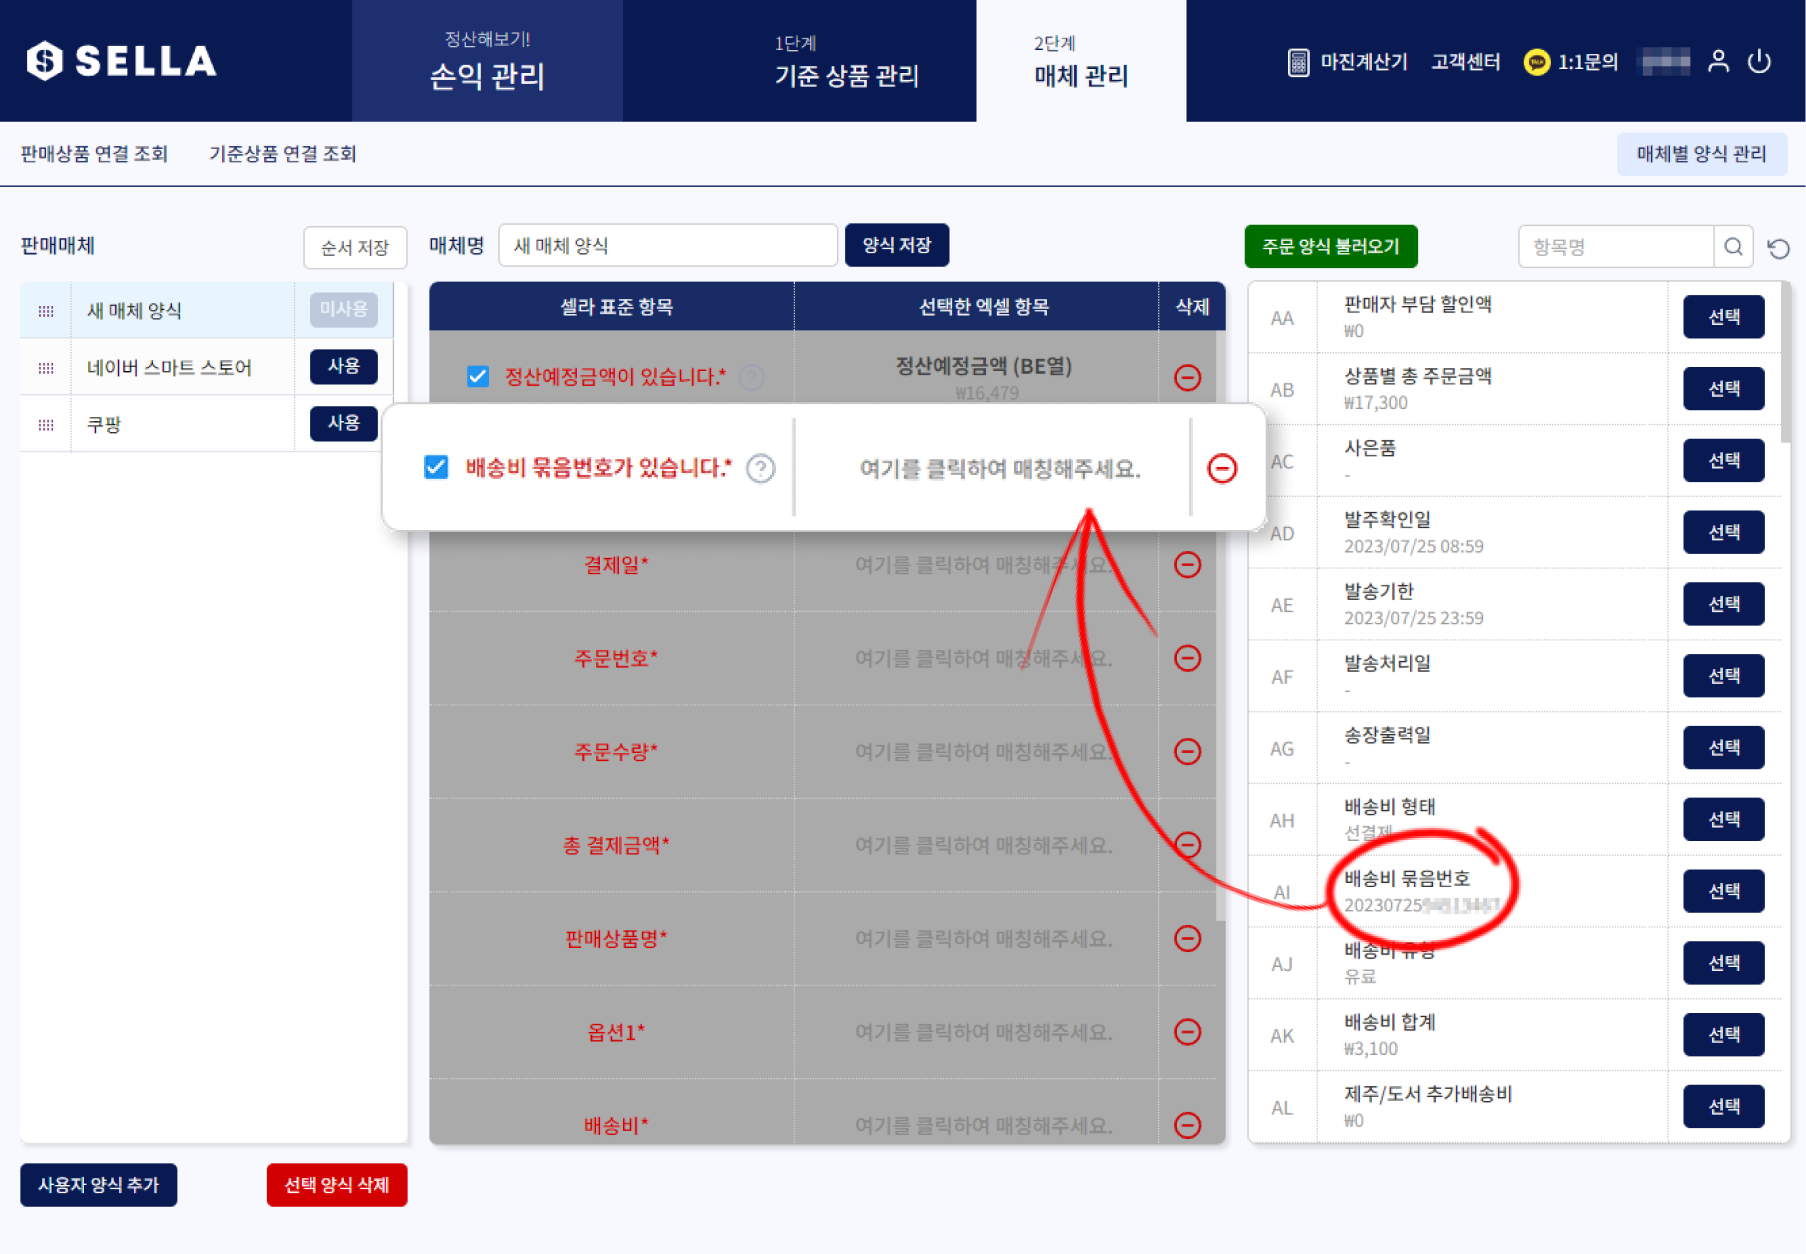 SELLA
정산해보기!
손익 관리
1단계
기준 상품 관리
2단계
매체 관리
마진계산기
고객센터
1:1문의
판매상품 연결 조회
기준상품 연결 조회
매체별 양식 관리
판매매체
순서 저장
매체명
새 매체 양식
양식 저장
주문 양식 불러오기
항목명
새 매체 양식
미사용
네이버 스마트 스토어
사용
쿠팡
사용
셀라 표준 항목
선택한 엑셀 항목
삭제
정산예정금액이 있습니다.*
정산예정금액 (BE열)
₩16,479
배송비 묶음번호가 있습니다.*
여기를 클릭하여 매칭해주세요.
결제일*
여기를 클릭하여 매칭해주세요.
주문번호*
여기를 클릭하여 매칭해주세요.
주문수량*
여기를 클릭하여 매칭해주세요.
총 결제금액*
여기를 클릭하여 매칭해주세요.
판매상품명*
여기를 클릭하여 매칭해주세요.
옵션1*
여기를 클릭하여 매칭해주세요.
배송비*
여기를 클릭하여 매칭해주세요.
AA
판매자 부담 할인액
₩0
선택
AB
상품별 총 주문금액
₩17,300
선택
AC
사은품
-
선택
AD
발주확인일
2023/07/25 08:59
선택
AE
발송기한
2023/07/25 23:59
선택
AF
발송처리일
-
선택
AG
송장출력일
-
선택
AH
배송비 형태
선결제
선택
AI
배송비 묶음번호
20230725
선택
AJ
배송비 유형
유료
선택
AK
배송비 합계
₩3,100
선택
AL
제주/도서 추가배송비
₩0
선택
사용자 양식 추가
선택 양식 삭제